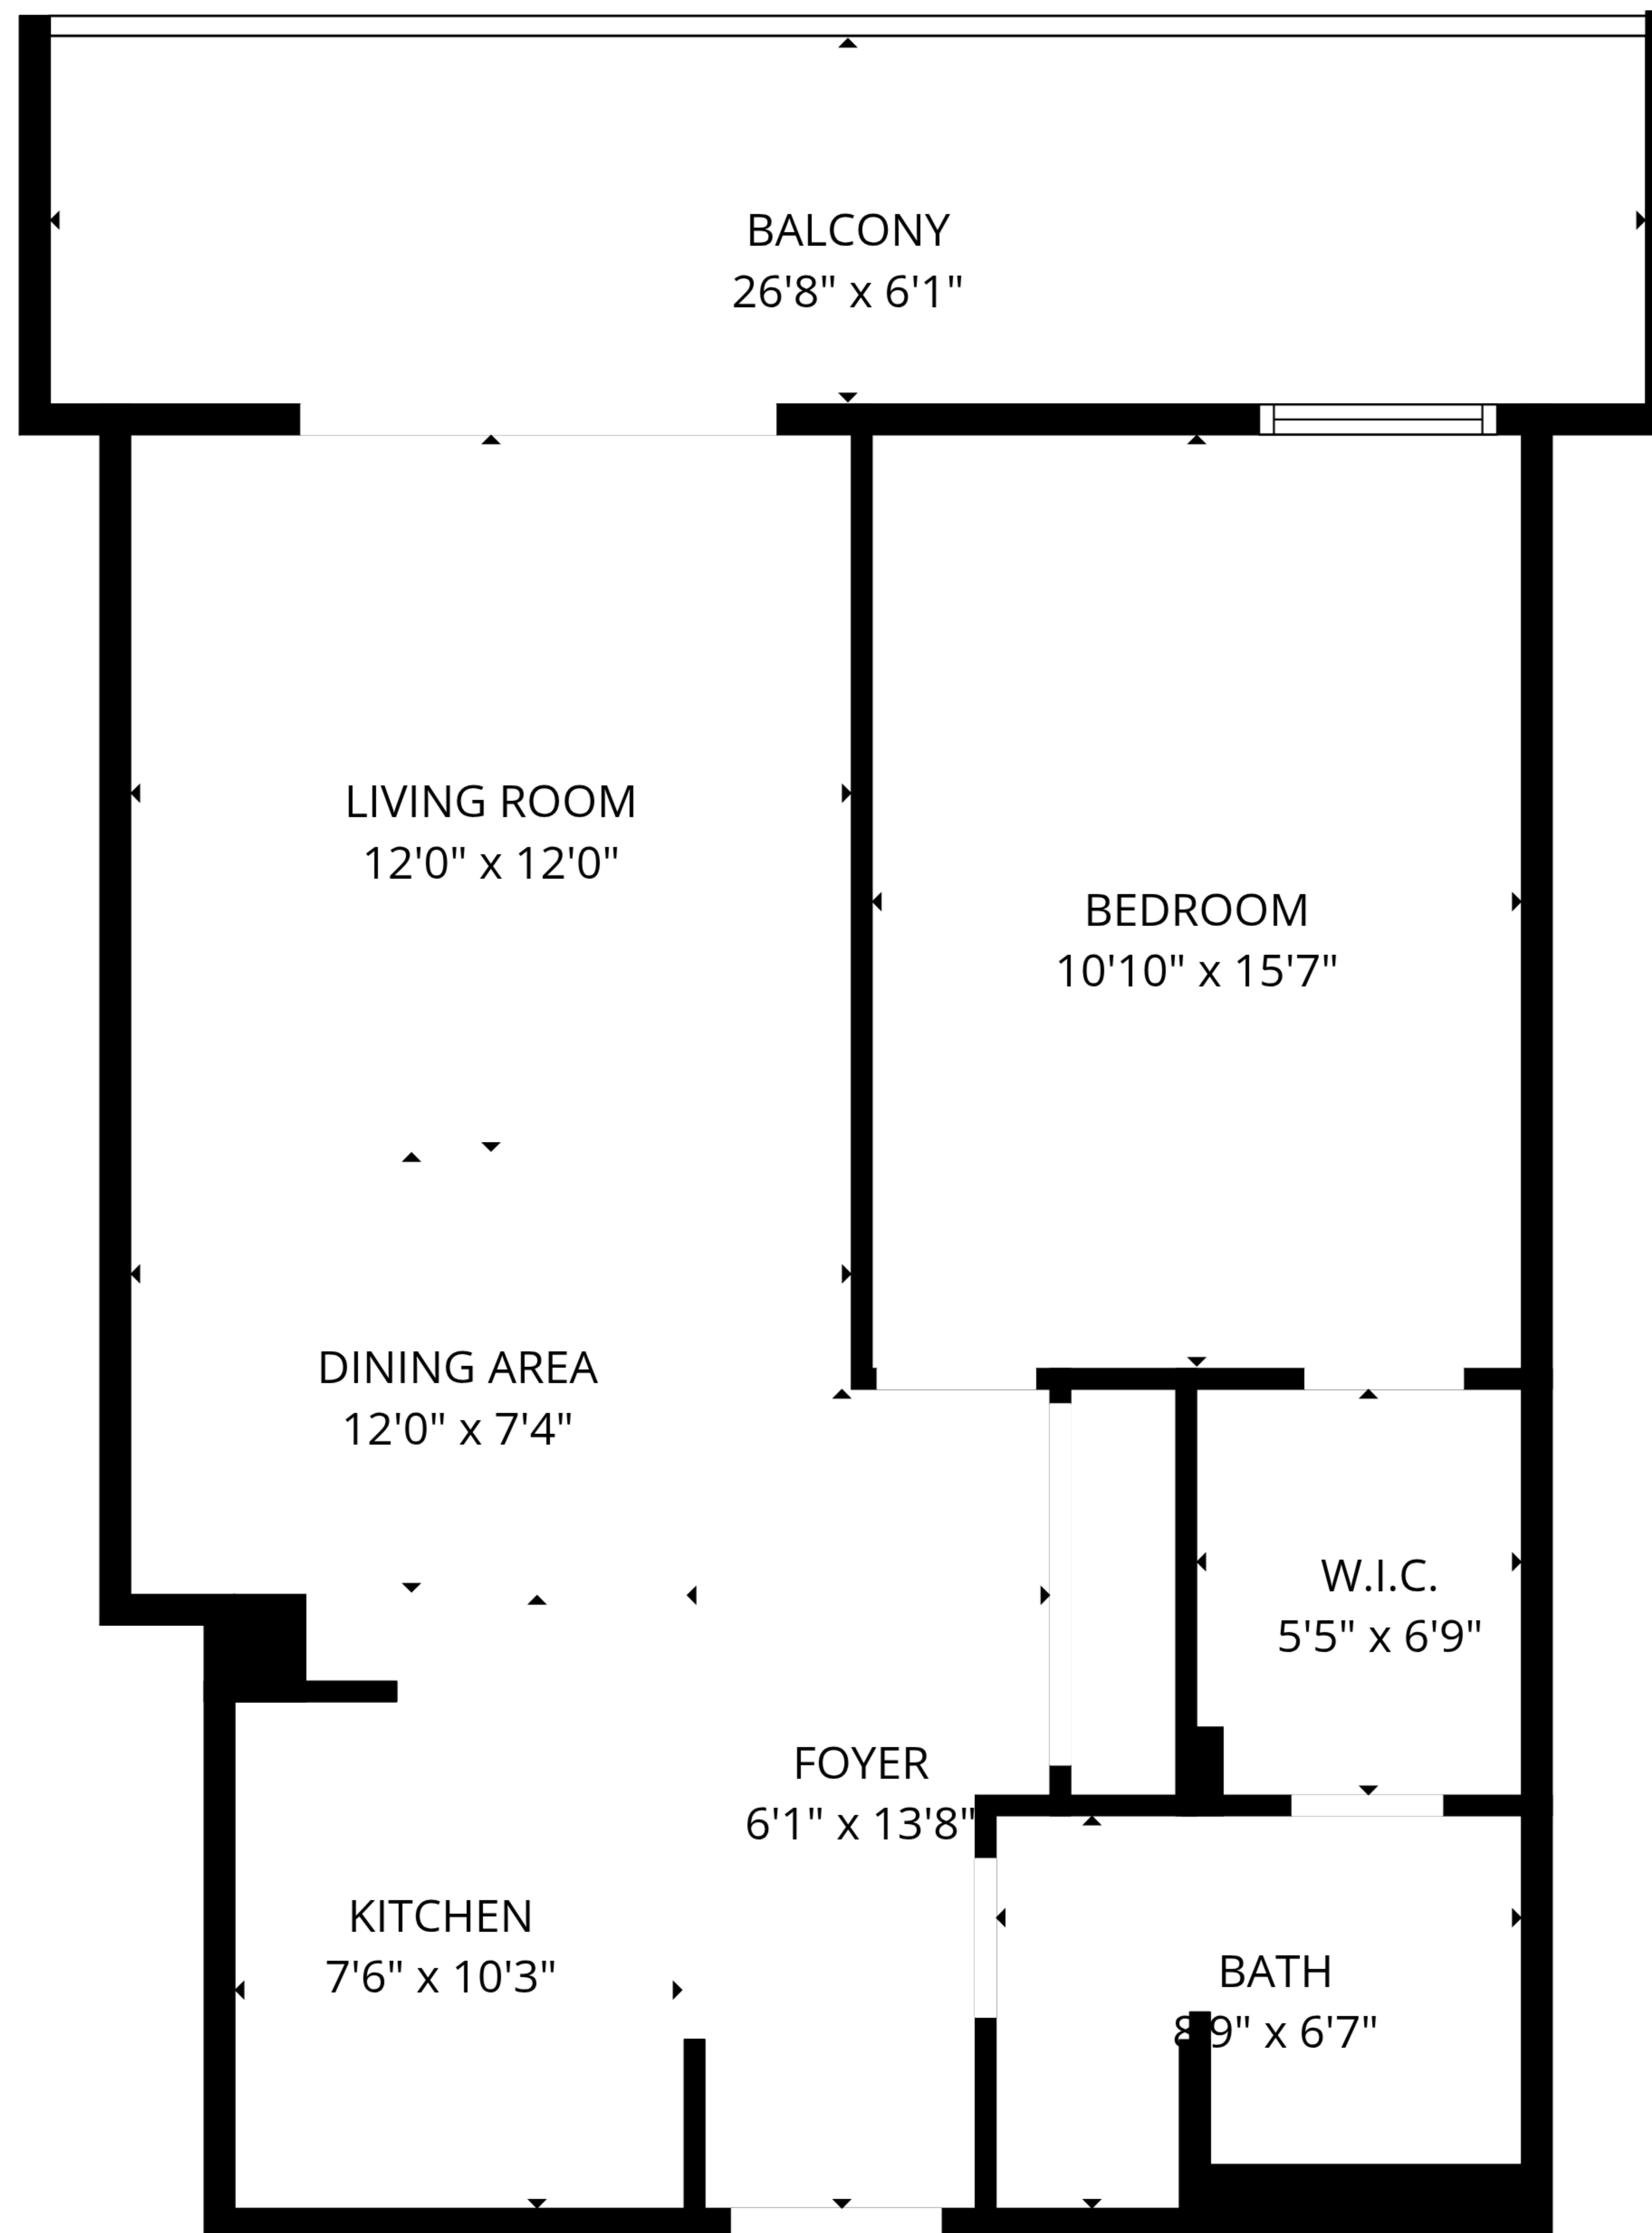 BALCONY
26'8" x 6'1"
LIVING ROOM
12'0" x 12'0"
BEDROOM
10'10" x 15'7"
DINING AREA
12'0" x 7'4"
W.I.C.
5'5" x 6'9"
FOYER
6'1" x 13'8"
KITCHEN
7'6" x 10'3"
BATH
8'9" x 6'7"